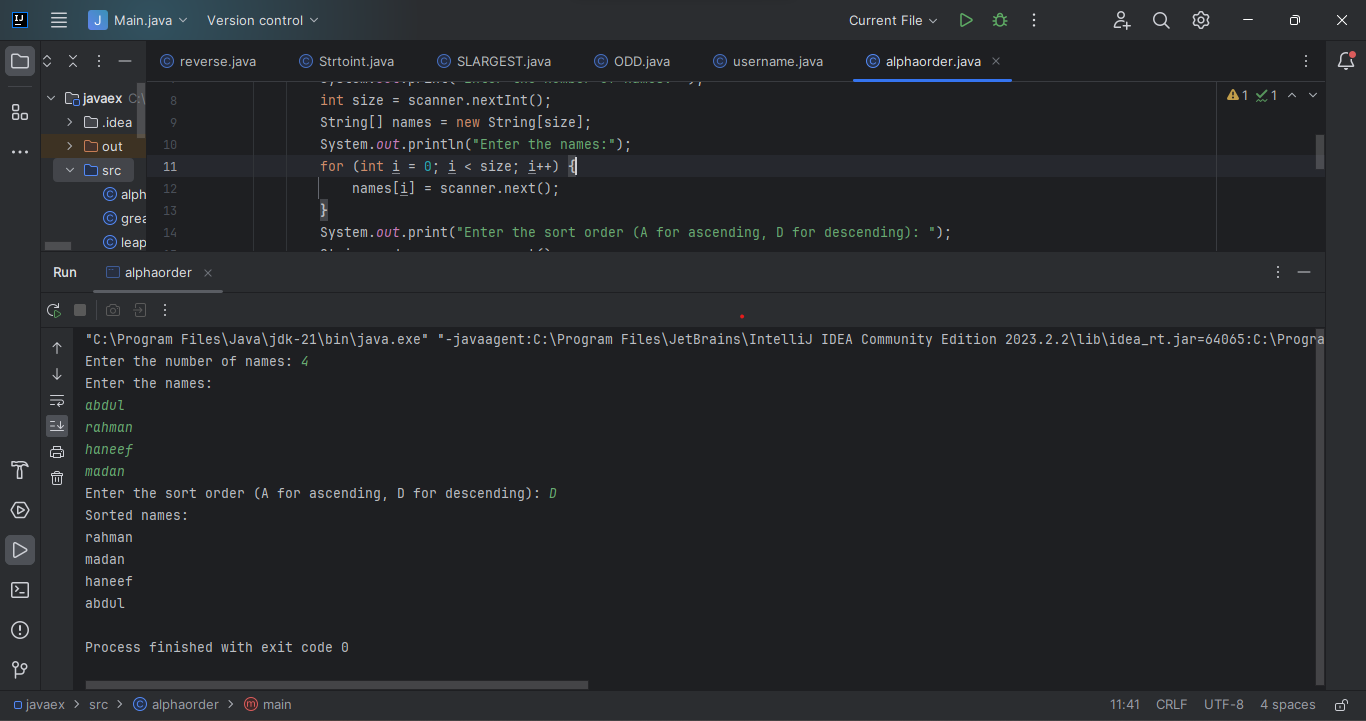 Main.java
Version control
Current File
reverse.java
Strtoint.java
SLARGEST.java
ODD.java
username.java
alphaorder.java
javaex C:\
.idea
out
src
alph
grea
leap
1 1
8 int size = scanner.nextInt();
9 String[] names = new String[size];
10 System.out.println("Enter the names:");
11 for (int i = 0; i < size; i++) {
12 names[i] = scanner.next();
13 }
14 System.out.print("Enter the sort order (A for ascending, D for descending): ");
Run
alphaorder
"C:\Program Files\Java\jdk-21\bin\java.exe" "-javaagent:C:\Program Files\JetBrains\IntelliJ IDEA Community Edition 2023.2.2\lib\idea_rt.jar=64065:C:\Progra
Enter the number of names: 4
Enter the names:
abdul
rahman
haneef
madan
Enter the sort order (A for ascending, D for descending): D
Sorted names:
rahman
madan
haneef
abdul
Process finished with exit code 0
javaex > src > alphaorder > main
11:41 CRLF UTF-8 4 spaces